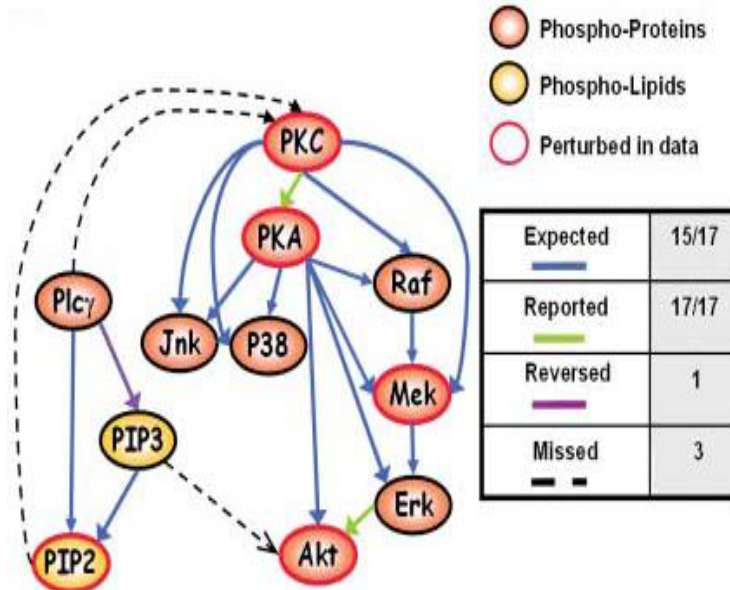 Phospho-Proteins
Phospho-Lipids
Perturbed in data
PKC
PKA
Raf
Plcγ
Jnk
P38
Mek
PIP3
Erk
PIP2
Akt
Expected 15/17
Reported 17/17
Reversed 1
Missed 3